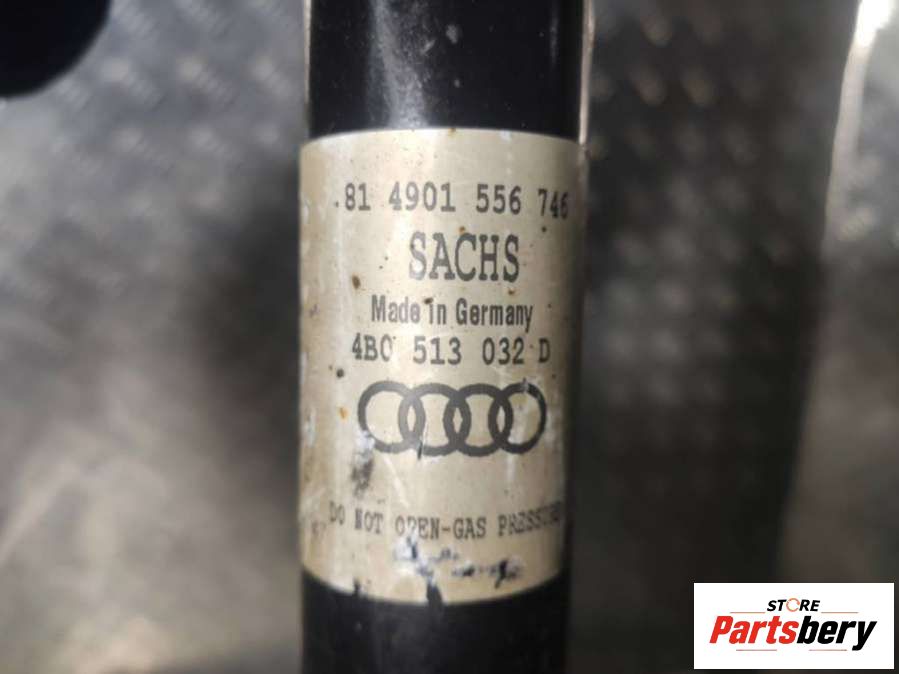 .81 4901 556 746
SACHS
Made in Germany
4B0 513 032 D
DO NOT OPEN-GAS PRESSURE
STORE
Partsbery